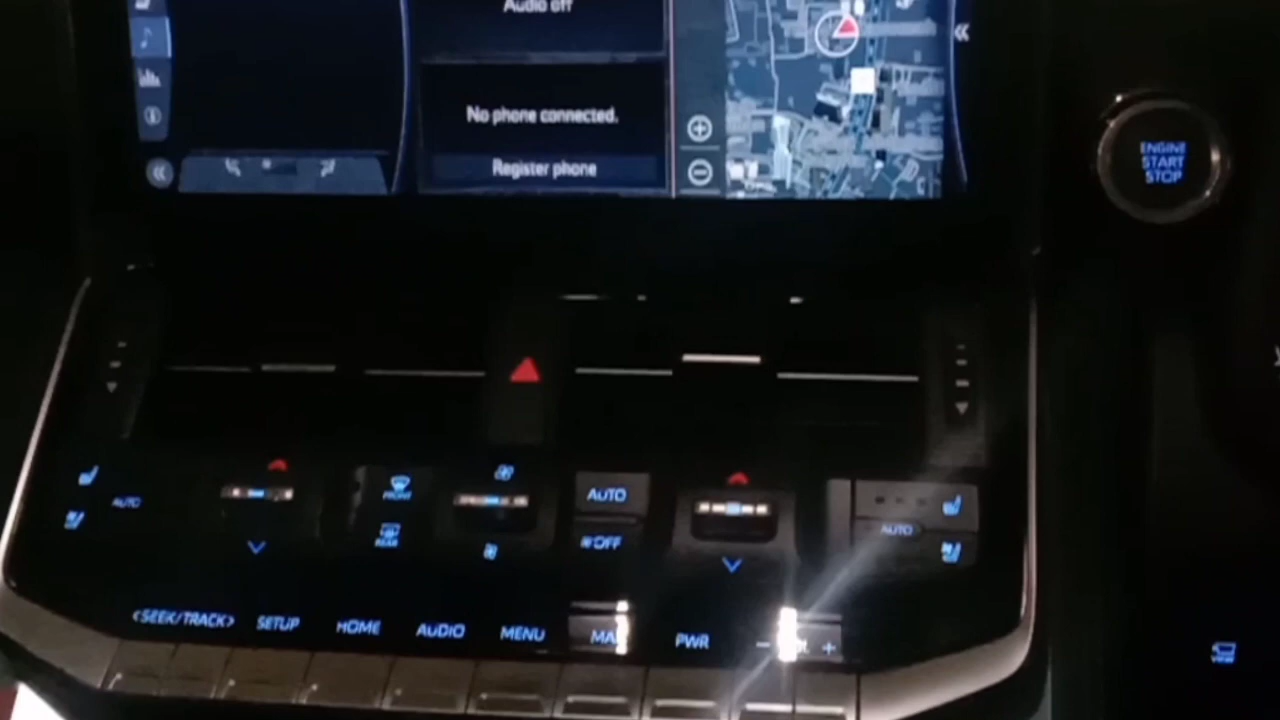 Audio off
No phone connected.
Register phone
ENGINE
START
STOP
AUTO
FRONT
REAR
AUTO
OFF
AUTO
<SEEK/TRACK>
SETUP
HOME
AUDIO
MENU
PWR
-
+
VIEW